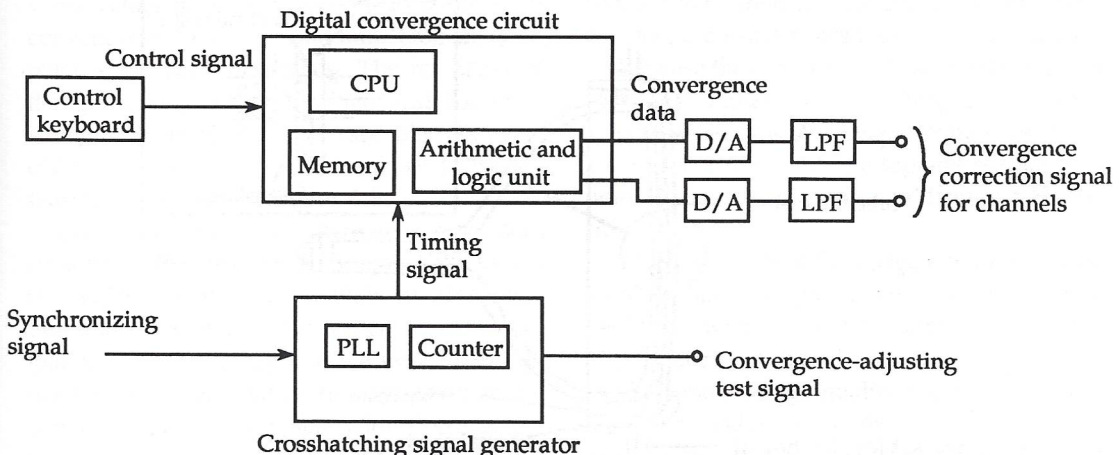 Digital convergence circuit
Control signal
CPU
Control
keyboard
Convergence
data
Memory
Arithmetic and
logic unit
D/A
LPF
D/A
LPF
Convergence
correction signal
for channels
Timing
signal
Synchronizing
signal
PLL
Counter
Convergence-adjusting
test signal
Crosshatching signal generator